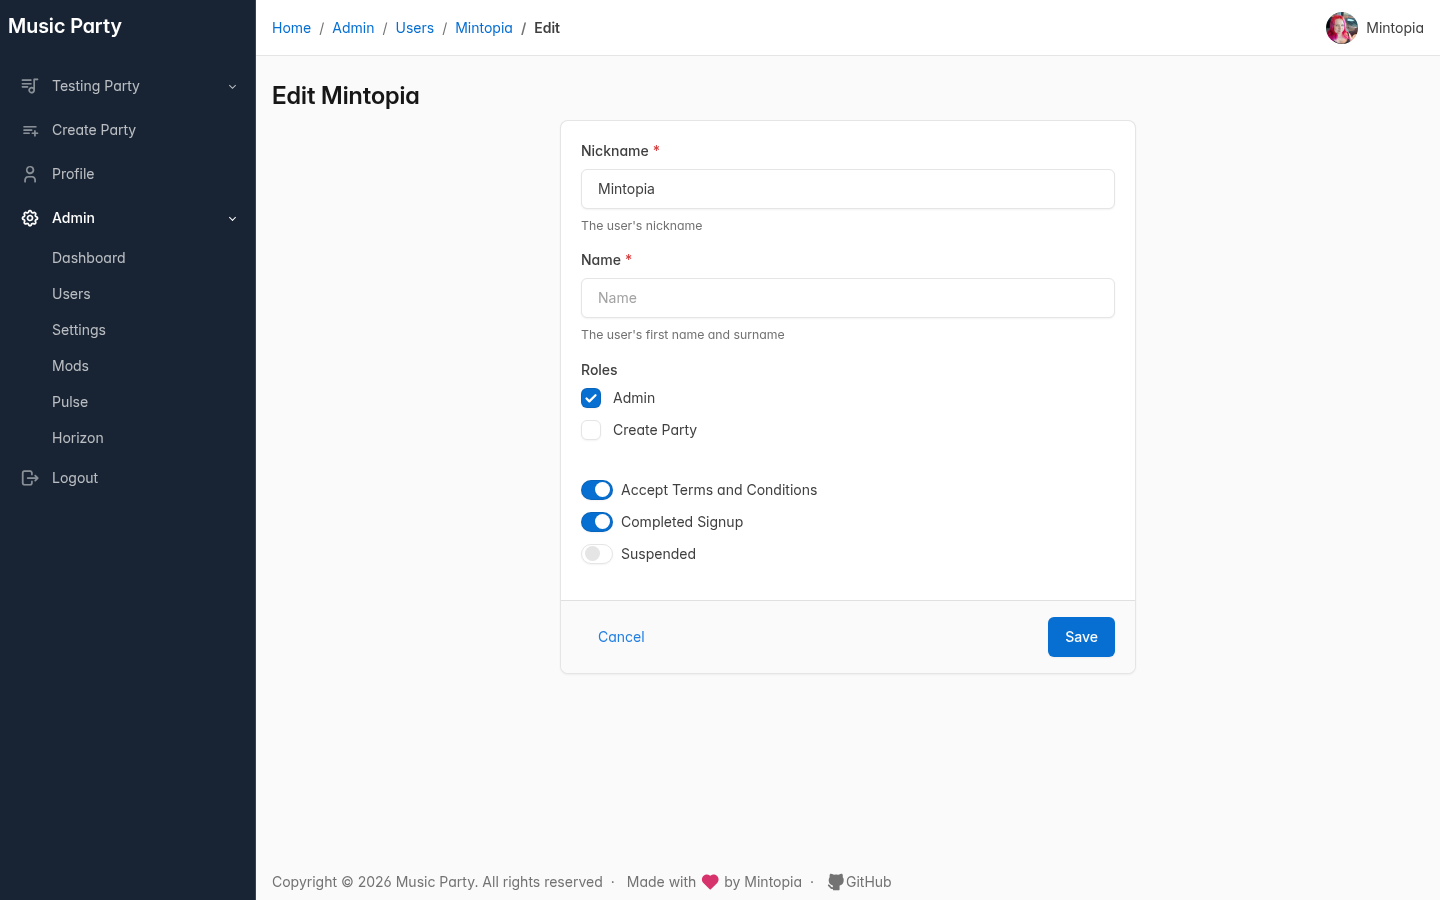 Music Party
Testing Party
Create Party
Profile
Admin
Dashboard
Users
Settings
Mods
Pulse
Horizon
Logout
Home / Admin / Users / Mintopia / Edit
Mintopia
Edit Mintopia
Nickname *
Mintopia
The user's nickname
Name *
Name
The user's first name and surname
Roles
Admin
Create Party
Accept Terms and Conditions
Completed Signup
Suspended
Cancel
Save
Copyright © 2026 Music Party. All rights reserved · Made with by Mintopia · GitHub